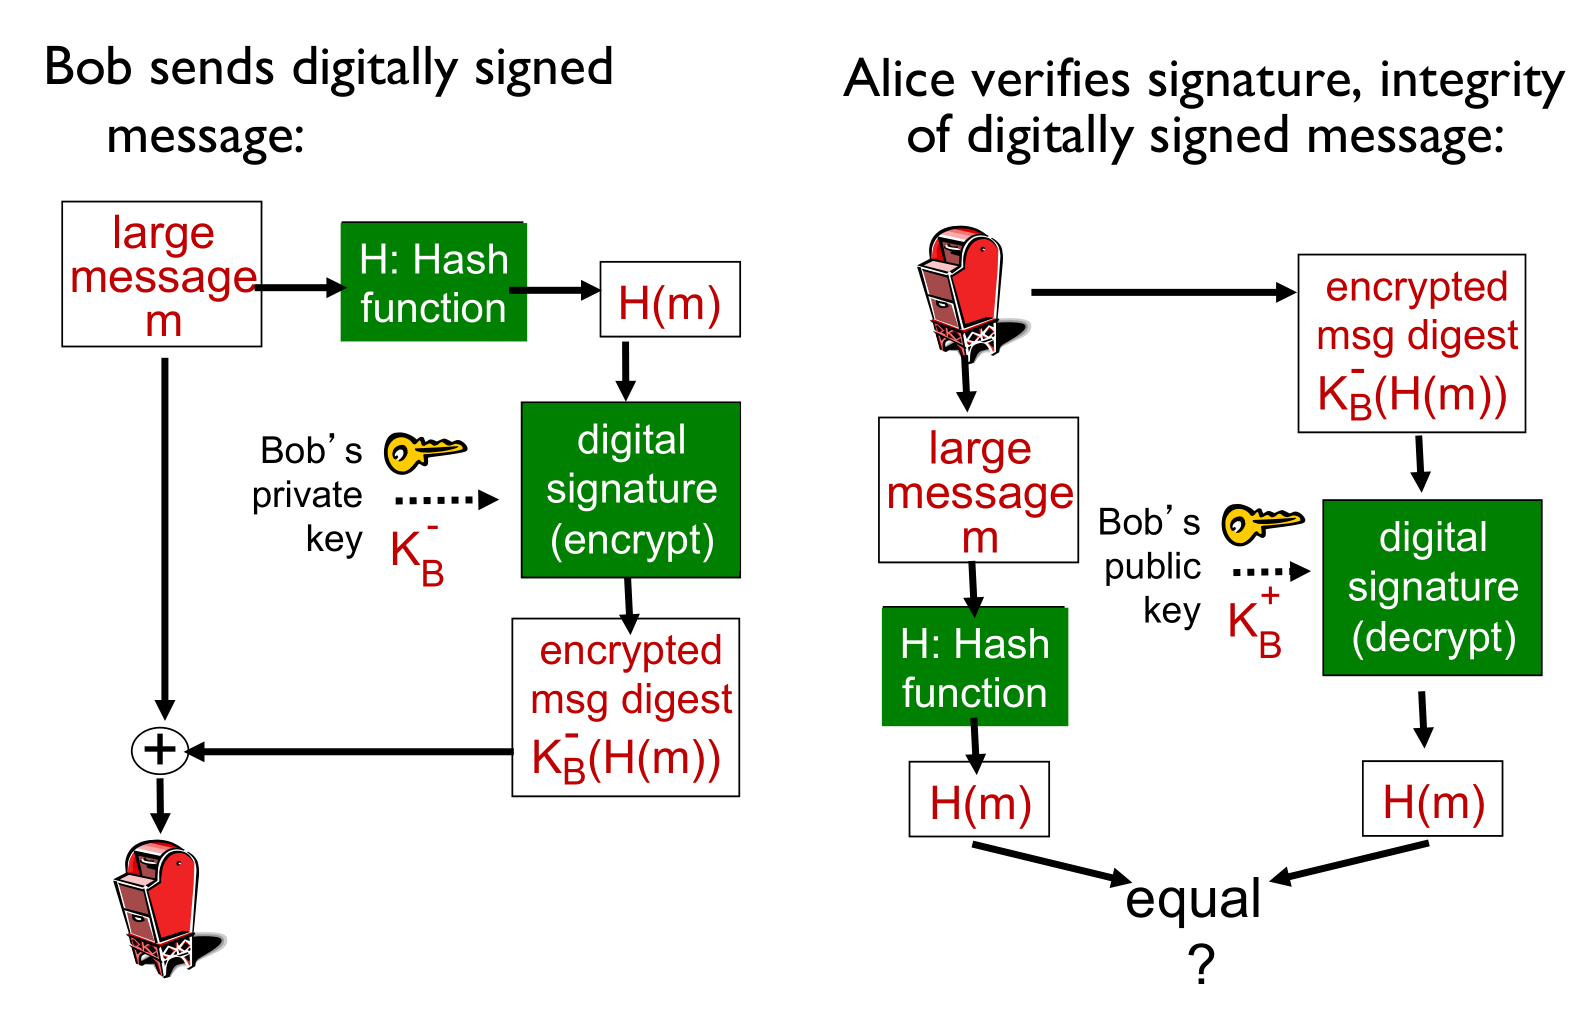 Bob sends digitally signed
message:
large
message
m
H: Hash
function
H(m)
Bob’s
private
key
K_B^-
digital
signature
(encrypt)
encrypted
msg digest
K_B^-(H(m))
+
Alice verifies signature, integrity
of digitally signed message:
encrypted
msg digest
K_B^-(H(m))
large
message
m
Bob’s
public
key
K_B^+
digital
signature
(decrypt)
H: Hash
function
H(m)
H(m)
equal
?